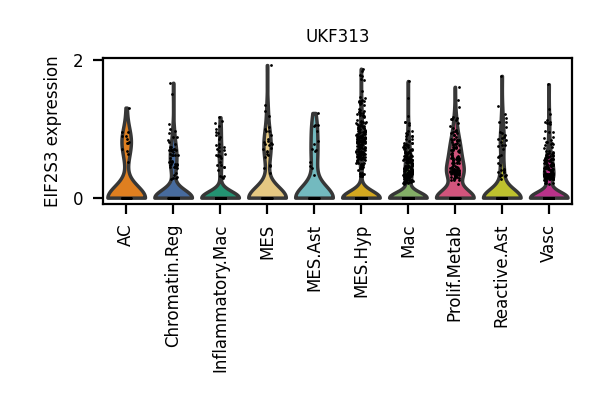 UKF313
EIF2S3 expression
2
0
AC
Chromatin.Reg
Inflammatory.Mac
MES
MES.Ast
MES.Hyp
Mac
Prolif.Metab
Reactive.Ast
Vasc